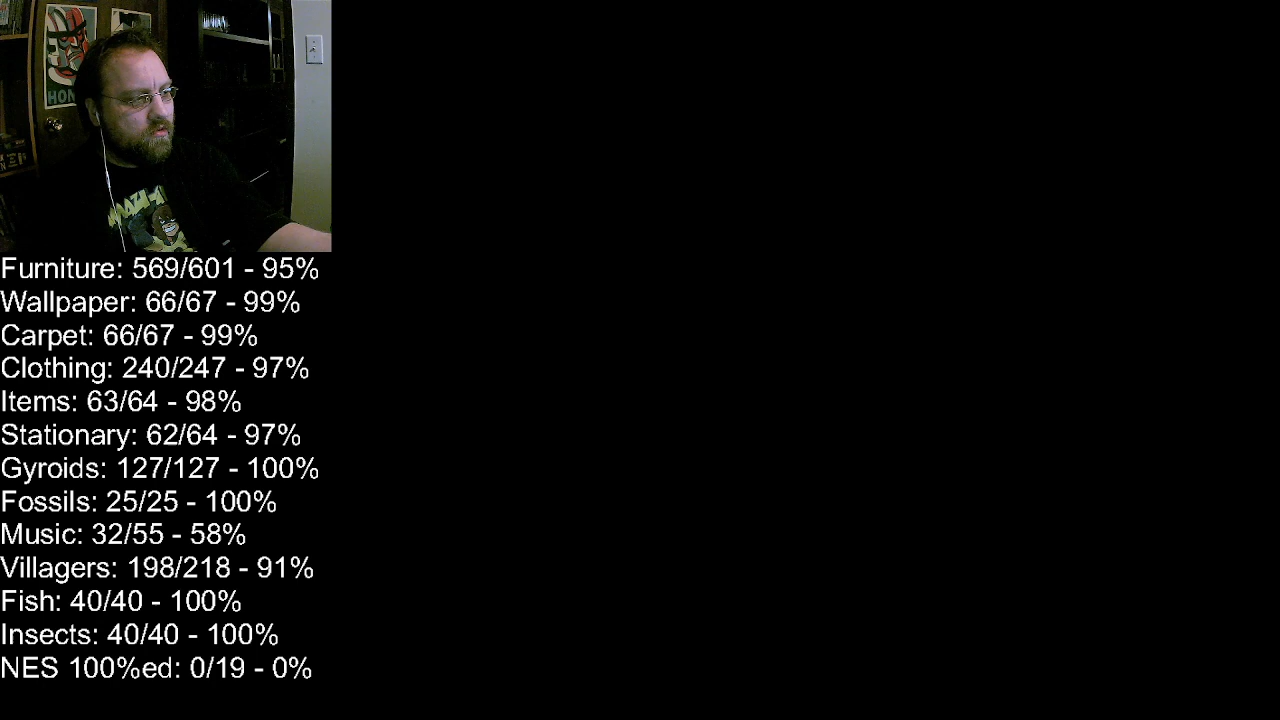 HON
Furniture: 569/601 - 95%
Wallpaper: 66/67 - 99%
Carpet: 66/67 - 99%
Clothing: 240/247 - 97%
Items: 63/64 - 98%
Stationary: 62/64 - 97%
Gyroids: 127/127 - 100%
Fossils: 25/25 - 100%
Music: 32/55 - 58%
Villagers: 198/218 - 91%
Fish: 40/40 - 100%
Insects: 40/40 - 100%
NES 100%ed: 0/19 - 0%